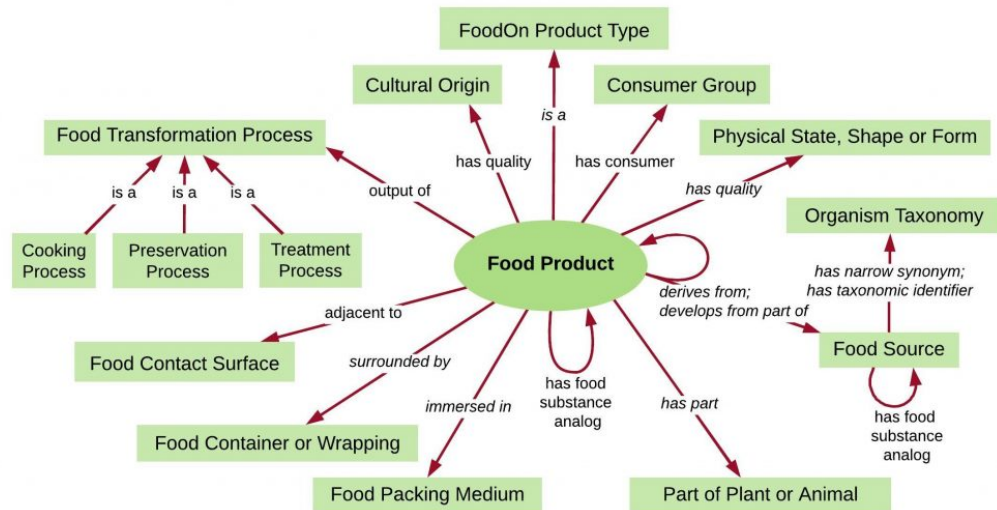 FoodOn Product Type
Cultural Origin
Consumer Group
is a
Food Transformation Process
Physical State, Shape or Form
has quality
has consumer
is a
is a
is a
output of
has quality
Organism Taxonomy
Cooking
Process
Preservation
Process
Treatment
Process
Food Product
has narrow synonym;
has taxonomic identifier
derives from;
develops from part of
adjacent to
Food Contact Surface
surrounded by
Food Source
immersed in
has food
substance
analog
has part
has food
substance
analog
Food Container or Wrapping
Food Packing Medium
Part of Plant or Animal